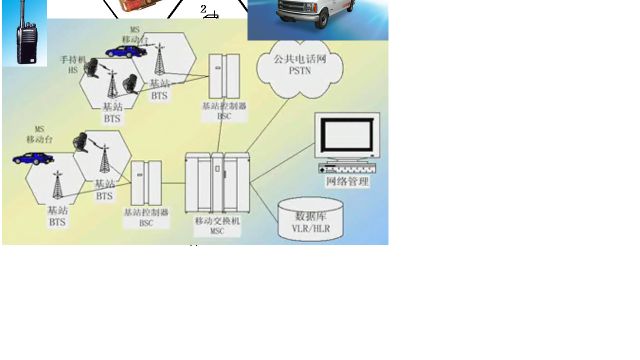 2
MS
移动台
手持机
HS
公共电话网
PSTN
基站
BTS
基站
BTS
基站控制器
BSC
MS
移动台
基站
BTS
基站
BTS
基站控制器
BSC
移动交换机
MSC
网络管理
数据库
VLR/HLR